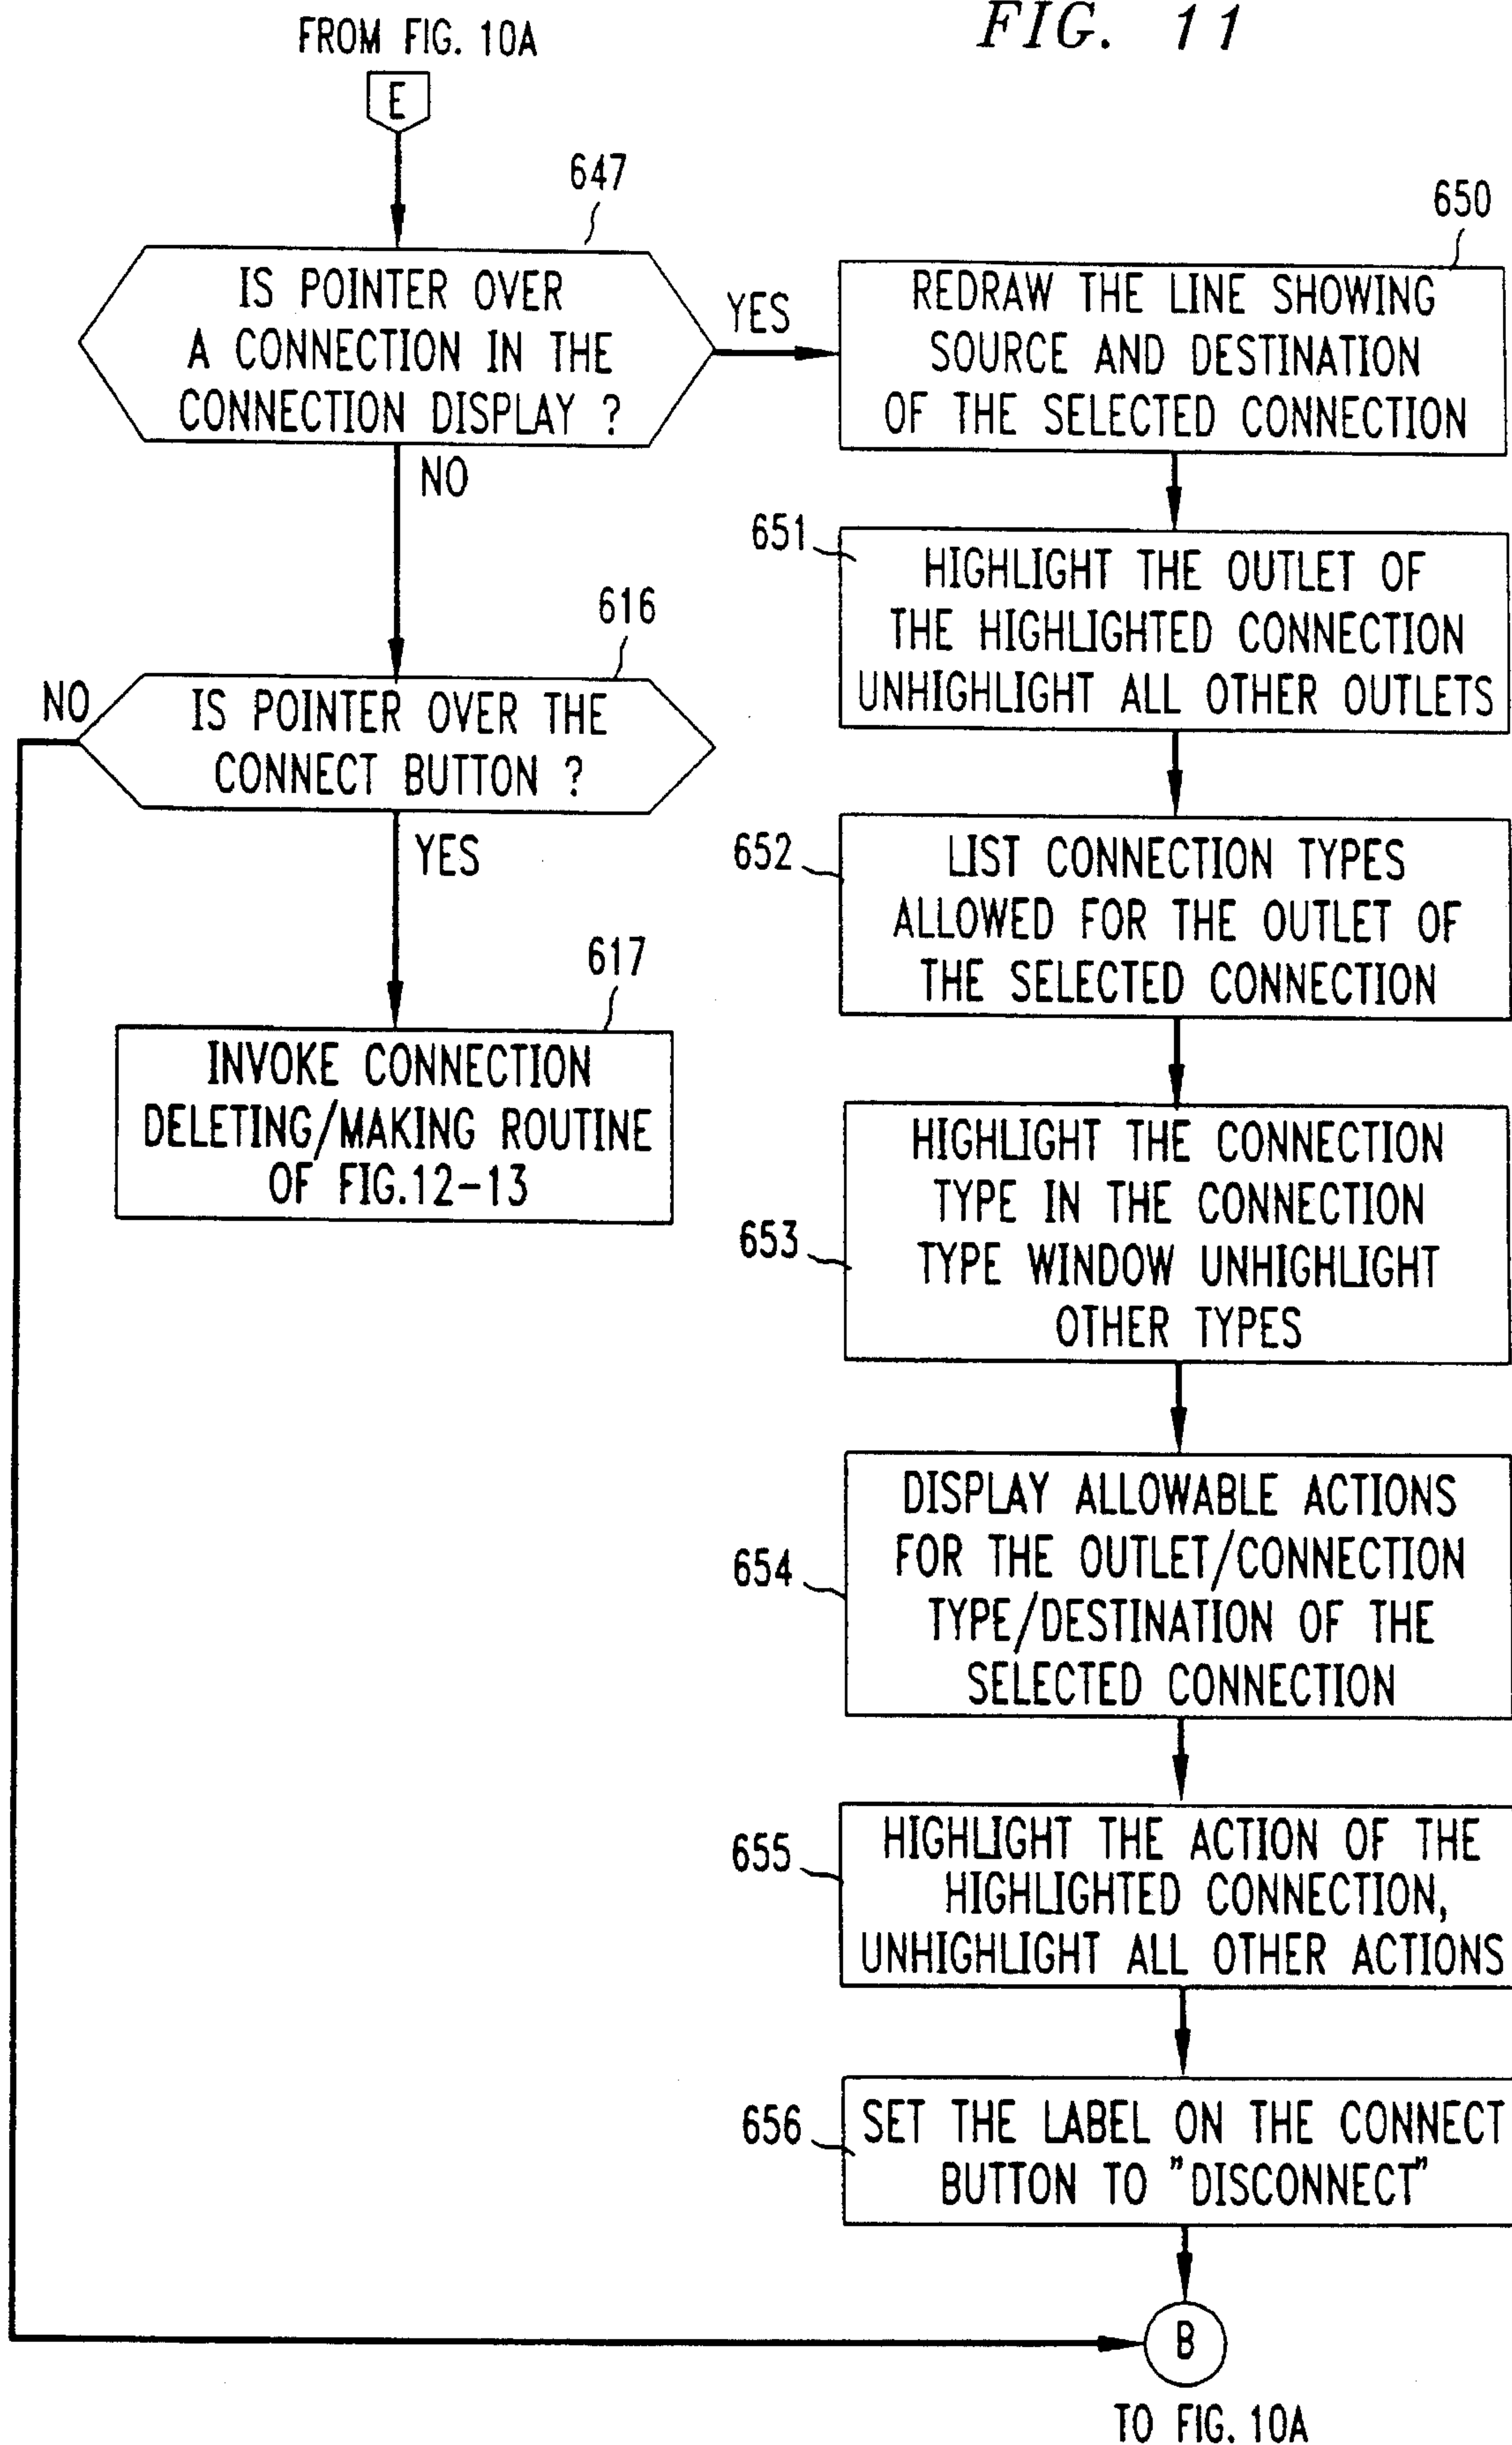 FROM FIG. 10A
FIG. 11
E
647
IS POINTER OVER
A CONNECTION IN THE
CONNECTION DISPLAY ?
YES
NO
650
REDRAW THE LINE SHOWING
SOURCE AND DESTINATION
OF THE SELECTED CONNECTION
651
HIGHLIGHT THE OUTLET OF
THE HIGHLIGHTED CONNECTION
UNHIGHLIGHT ALL OTHER OUTLETS
616
NO
IS POINTER OVER THE
CONNECT BUTTON ?
YES
652
LIST CONNECTION TYPES
ALLOWED FOR THE OUTLET OF
THE SELECTED CONNECTION
617
INVOKE CONNECTION
DELETING/MAKING ROUTINE
OF FIG.12-13
653
HIGHLIGHT THE CONNECTION
TYPE IN THE CONNECTION
TYPE WINDOW UNHIGHLIGHT
OTHER TYPES
654
DISPLAY ALLOWABLE ACTIONS
FOR THE OUTLET/CONNECTION
TYPE/DESTINATION OF THE
SELECTED CONNECTION
655
HIGHLIGHT THE ACTION OF THE
HIGHLIGHTED CONNECTION,
UNHIGHLIGHT ALL OTHER ACTIONS
656
SET THE LABEL ON THE CONNECT
BUTTON TO "DISCONNECT"
B
TO FIG. 10A